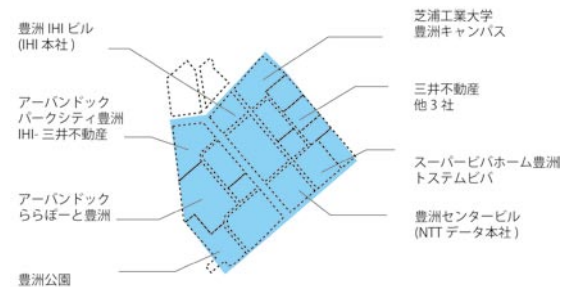 豊洲 IHI ビル
(IHI 本社 )
アーバンドック
パークシティ豊洲
IHI- 三井不動産
アーバンドック
ららぽーと豊洲
豊洲公園
芝浦工業大学
豊洲キャンパス
三井不動産
他 3 社
スーパービバホーム豊洲
トステムビバ
豊洲センタービル
(NTT データ本社 )